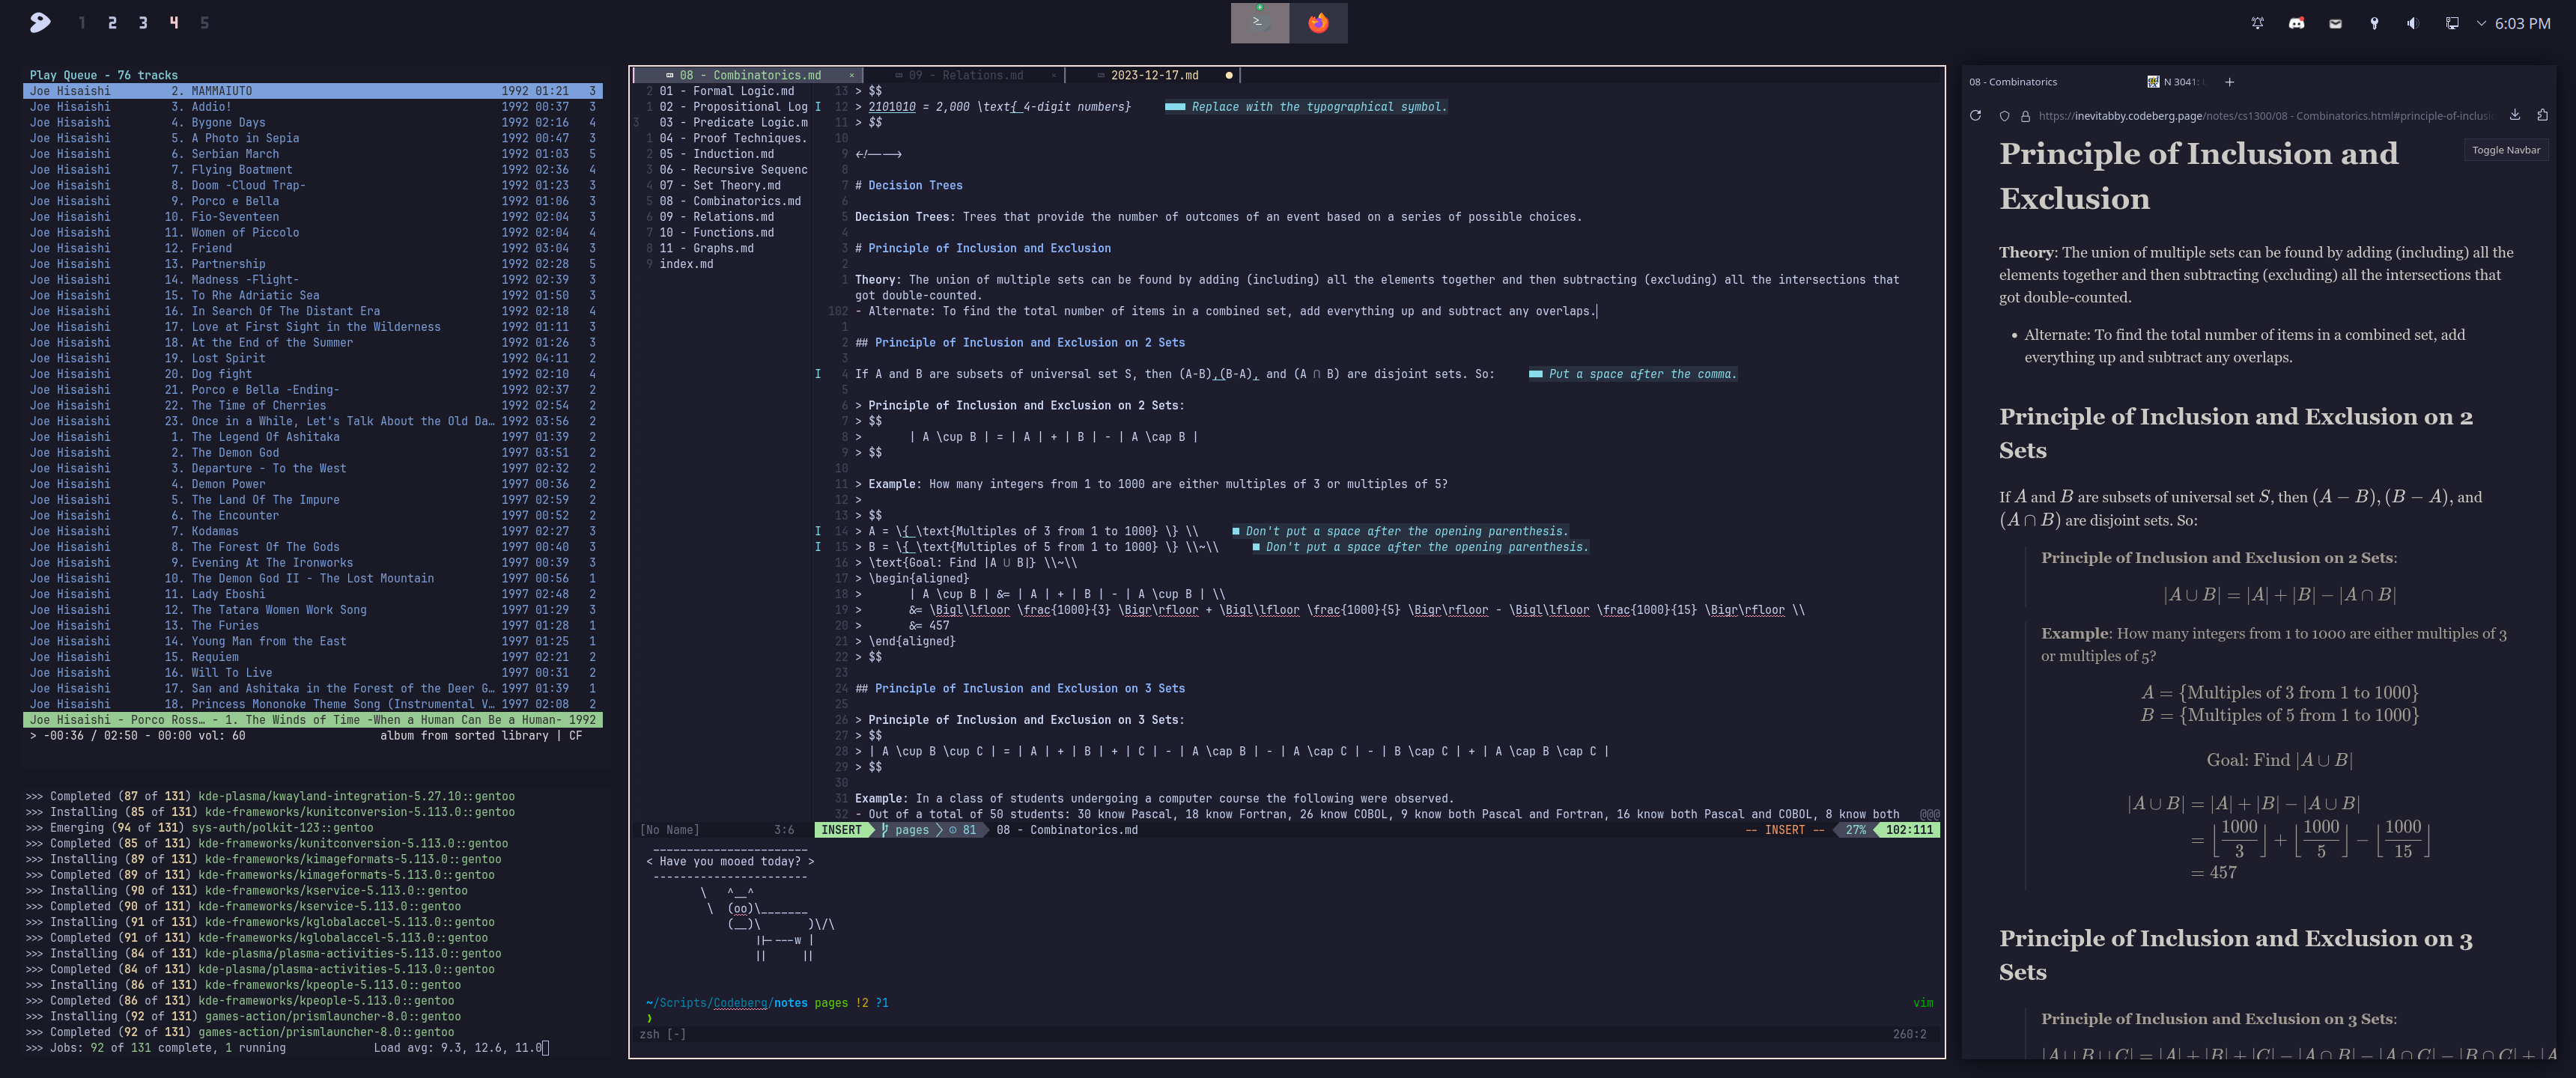 1 2 3 4 5
6:03 PM
Play Queue - 76 tracks
Joe Hisaishi 2. MAMMAIUTO 1992 01:21 3
Joe Hisaishi 3. Addio! 1992 00:37 3
Joe Hisaishi 4. Bygone Days 1992 02:16 4
Joe Hisaishi 5. A Photo in Sepia 1992 00:47 3
Joe Hisaishi 6. Serbian March 1992 01:03 5
Joe Hisaishi 7. Flying Boatment 1992 02:36 4
Joe Hisaishi 8. Doom -Cloud Trap- 1992 01:23 3
Joe Hisaishi 9. Porco e Bella 1992 01:06 3
Joe Hisaishi 10. Fio-Seventeen 1992 02:04 3
Joe Hisaishi 11. Women of Piccolo 1992 02:04 4
Joe Hisaishi 12. Friend 1992 03:04 3
Joe Hisaishi 13. Partnership 1992 02:28 5
Joe Hisaishi 14. Madness -Flight- 1992 02:39 3
Joe Hisaishi 15. To Rhe Adriatic Sea 1992 01:50 3
Joe Hisaishi 16. In Search Of The Distant Era 1992 02:18 4
Joe Hisaishi 17. Love at First Sight in the Wilderness 1992 01:11 3
Joe Hisaishi 18. At the End of the Summer 1992 01:26 3
Joe Hisaishi 19. Lost Spirit 1992 04:11 2
Joe Hisaishi 20. Dog fight 1992 02:10 4
Joe Hisaishi 21. Porco e Bella -Ending- 1992 02:37 2
Joe Hisaishi 22. The Time of Cherries 1992 02:54 2
Joe Hisaishi 23. Once in a While, Let's Talk About the Old Da… 1992 03:56 2
Joe Hisaishi 1. The Legend Of Ashitaka 1997 01:39 2
Joe Hisaishi 2. The Demon God 1997 03:51 2
Joe Hisaishi 3. Departure - To the West 1997 02:32 2
Joe Hisaishi 4. Demon Power 1997 00:36 2
Joe Hisaishi 5. The Land Of The Impure 1997 02:59 2
Joe Hisaishi 6. The Encounter 1997 00:52 2
Joe Hisaishi 7. Kodamas 1997 02:27 3
Joe Hisaishi 8. The Forest Of The Gods 1997 00:40 3
Joe Hisaishi 9. Evening At The Ironworks 1997 00:39 3
Joe Hisaishi 10. The Demon God II - The Lost Mountain 1997 00:56 1
Joe Hisaishi 11. Lady Eboshi 1997 02:48 2
Joe Hisaishi 12. The Tatara Women Work Song 1997 01:29 3
Joe Hisaishi 13. The Furies 1997 01:28 1
Joe Hisaishi 14. Young Man from the East 1997 01:25 1
Joe Hisaishi 15. Requiem 1997 02:21 2
Joe Hisaishi 16. Will To Live 1997 00:31 2
Joe Hisaishi 17. San and Ashitaka in the Forest of the Deer G… 1997 01:39 1
Joe Hisaishi 18. Princess Mononoke Theme Song (Instrumental V… 1997 02:08 2
Joe Hisaishi - Porco Ross… - 1. The Winds of Time -When a Human Can Be a Human- 1992
> -00:36 / 02:50 - 00:00 vol: 60 album from sorted library | CF
>>> Completed (87 of 131) kde-plasma/kwayland-integration-5.27.10::gentoo
>>> Installing (85 of 131) kde-frameworks/kunitconversion-5.113.0::gentoo
>>> Emerging (94 of 131) sys-auth/polkit-123::gentoo
>>> Completed (85 of 131) kde-frameworks/kunitconversion-5.113.0::gentoo
>>> Installing (89 of 131) kde-frameworks/kimageformats-5.113.0::gentoo
>>> Completed (89 of 131) kde-frameworks/kimageformats-5.113.0::gentoo
>>> Installing (90 of 131) kde-frameworks/kservice-5.113.0::gentoo
>>> Completed (90 of 131) kde-frameworks/kservice-5.113.0::gentoo
>>> Installing (91 of 131) kde-frameworks/kglobalaccel-5.113.0::gentoo
>>> Completed (91 of 131) kde-frameworks/kglobalaccel-5.113.0::gentoo
>>> Installing (84 of 131) kde-plasma/plasma-activities-5.113.0::gentoo
>>> Completed (84 of 131) kde-plasma/plasma-activities-5.113.0::gentoo
>>> Installing (86 of 131) kde-frameworks/kpeople-5.113.0::gentoo
>>> Completed (86 of 131) kde-frameworks/kpeople-5.113.0::gentoo
>>> Installing (92 of 131) games-action/prismlauncher-8.0::gentoo
>>> Completed (92 of 131) games-action/prismlauncher-8.0::gentoo
>>> Jobs: 92 of 131 complete, 1 running Load avg: 9.3, 12.6, 11.0
08 - Combinatorics.md × 09 - Relations.md × 2023-12-17.md ●
2 01 - Formal Logic.md
1 02 - Propositional Log
3 03 - Predicate Logic.m
1 04 - Proof Techniques.
2 05 - Induction.md
3 06 - Recursive Sequenc
4 07 - Set Theory.md
5 08 - Combinatorics.md
6 09 - Relations.md
7 10 - Functions.md
8 11 - Graphs.md
9 index.md
13 > $$
I 12 > 2101010 = 2,000 \text{ 4-digit numbers} Replace with the typographical symbol.
11 > $$
10
9 <!---->
8
7 # Decision Trees
6
5 Decision Trees: Trees that provide the number of outcomes of an event based on a series of possible choices.
4
3 # Principle of Inclusion and Exclusion
2
1 Theory: The union of multiple sets can be found by adding (including) all the elements together and then subtracting (excluding) all the intersections that
got double-counted.
102 - Alternate: To find the total number of items in a combined set, add everything up and subtract any overlaps.
1
2 ## Principle of Inclusion and Exclusion on 2 Sets
3
I 4 If A and B are subsets of universal set S, then (A-B),(B-A), and (A ∩ B) are disjoint sets. So: Put a space after the comma.
5
6 > Principle of Inclusion and Exclusion on 2 Sets:
7 > $$
8 > | A \cup B | = | A | + | B | - | A \cap B |
9 > $$
10
11 > Example: How many integers from 1 to 1000 are either multiples of 3 or multiples of 5?
12 >
13 > $$
I 14 > A = \{ \text{Multiples of 3 from 1 to 1000} \} \\ Don't put a space after the opening parenthesis.
I 15 > B = \{ \text{Multiples of 5 from 1 to 1000} \} \\~\\ Don't put a space after the opening parenthesis.
16 > \text{Goal: Find |A ∪ B|} \\~\\
17 > \begin{aligned}
18 > | A \cup B | &= | A | + | B | - | A \cup B | \\
19 > &= \Bigl\lfloor \frac{1000}{3} \Bigr\rfloor + \Bigl\lfloor \frac{1000}{5} \Bigr\rfloor - \Bigl\lfloor \frac{1000}{15} \Bigr\rfloor \\
20 > &= 457
21 > \end{aligned}
22 > $$
23
24 ## Principle of Inclusion and Exclusion on 3 Sets
25
26 > Principle of Inclusion and Exclusion on 3 Sets:
27 > $$
28 > | A \cup B \cup C | = | A | + | B | + | C | - | A \cap B | - | A \cap C | - | B \cap C | + | A \cap B \cap C |
29 > $$
30
31 Example: In a class of students undergoing a computer course the following were observed.
32 - Out of a total of 50 students: 30 know Pascal, 18 know Fortran, 26 know COBOL, 9 know both Pascal and Fortran, 16 know both Pascal and COBOL, 8 know both @@@
[No Name] 3:6 INSERT pages 81 08 - Combinatorics.md -- INSERT -- 27% 102:111
_______________________
< Have you mooed today? >
-----------------------
\ ^__^
\ (oo)\_______
(__)\ )\/\
||----w |
|| ||
~/Scripts/Codeberg/notes pages !2 ?1 vim
❯
zsh [-] 260:2
08 - Combinatorics N 3041: +
https://inevitabby.codeberg.page/notes/cs1300/08 - Combinatorics.html#principle-of-inclusi
Toggle Navbar
Principle of Inclusion and
Exclusion
Theory: The union of multiple sets can be found by adding (including) all the
elements together and then subtracting (excluding) all the intersections that
got double-counted.
• Alternate: To find the total number of items in a combined set, add
everything up and subtract any overlaps.
Principle of Inclusion and Exclusion on 2
Sets
If A and B are subsets of universal set S, then (A − B), (B − A), and
(A ∩ B) are disjoint sets. So:
Principle of Inclusion and Exclusion on 2 Sets:
|A ∪ B| = |A| + |B| − |A ∩ B|
Example: How many integers from 1 to 1000 are either multiples of 3
or multiples of 5?
A = {Multiples of 3 from 1 to 1000}
B = {Multiples of 5 from 1 to 1000}
Goal: Find |A ∪ B|
|A ∪ B| = |A| + |B| − |A ∪ B|
= ⌊1000/3⌋ + ⌊1000/5⌋ − ⌊1000/15⌋
= 457
Principle of Inclusion and Exclusion on 3
Sets
Principle of Inclusion and Exclusion on 3 Sets:
|A ∪ B ∪ C| = |A| + |B| + |C| − |A ∩ B| − |A ∩ C| − |B ∩ C| + |A